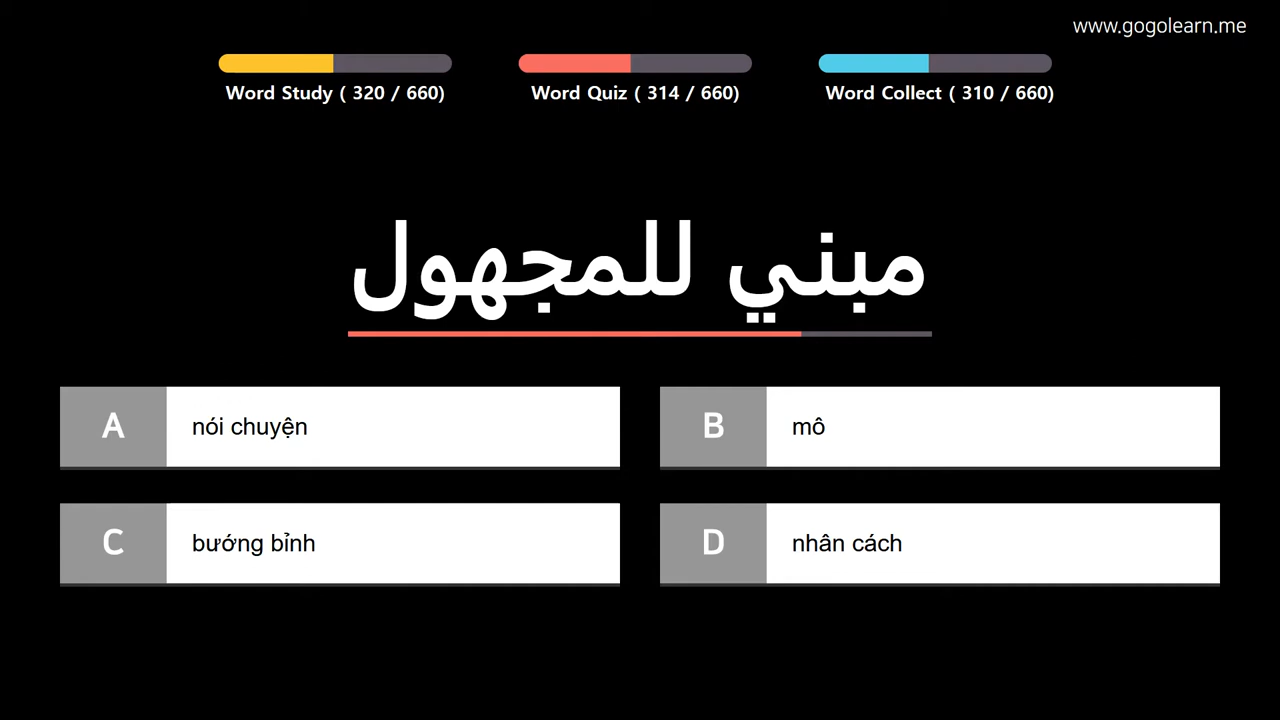 www.gogolearn.me
Word Study ( 320 / 660)
Word Quiz ( 314 / 660)
Word Collect ( 310 / 660)
مبني للمجهول
A
nói chuyện
B
mô
C
bướng bỉnh
D
nhân cách